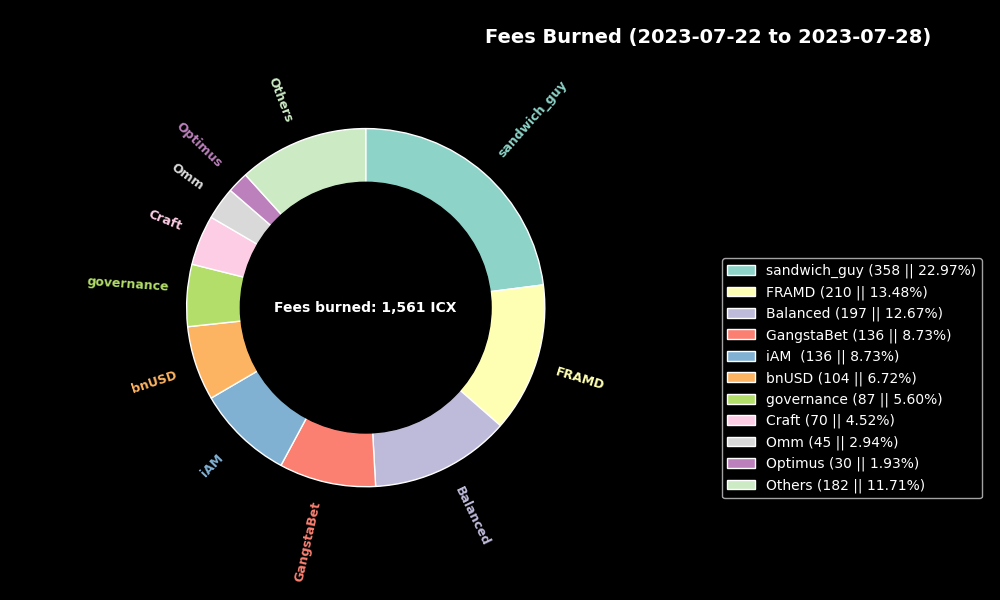 Fees Burned (2023-07-22 to 2023-07-28)
Others
sandwich_guy
Optimus
Omm
Craft
governance
Fees burned: 1,561 ICX
bnUSD
FRAMD
iAM
Balanced
GangstaBet
sandwich_guy (358 || 22.97%)
FRAMD (210 || 13.48%)
Balanced (197 || 12.67%)
GangstaBet (136 || 8.73%)
iAM  (136 || 8.73%)
bnUSD (104 || 6.72%)
governance (87 || 5.60%)
Craft (70 || 4.52%)
Omm (45 || 2.94%)
Optimus (30 || 1.93%)
Others (182 || 11.71%)